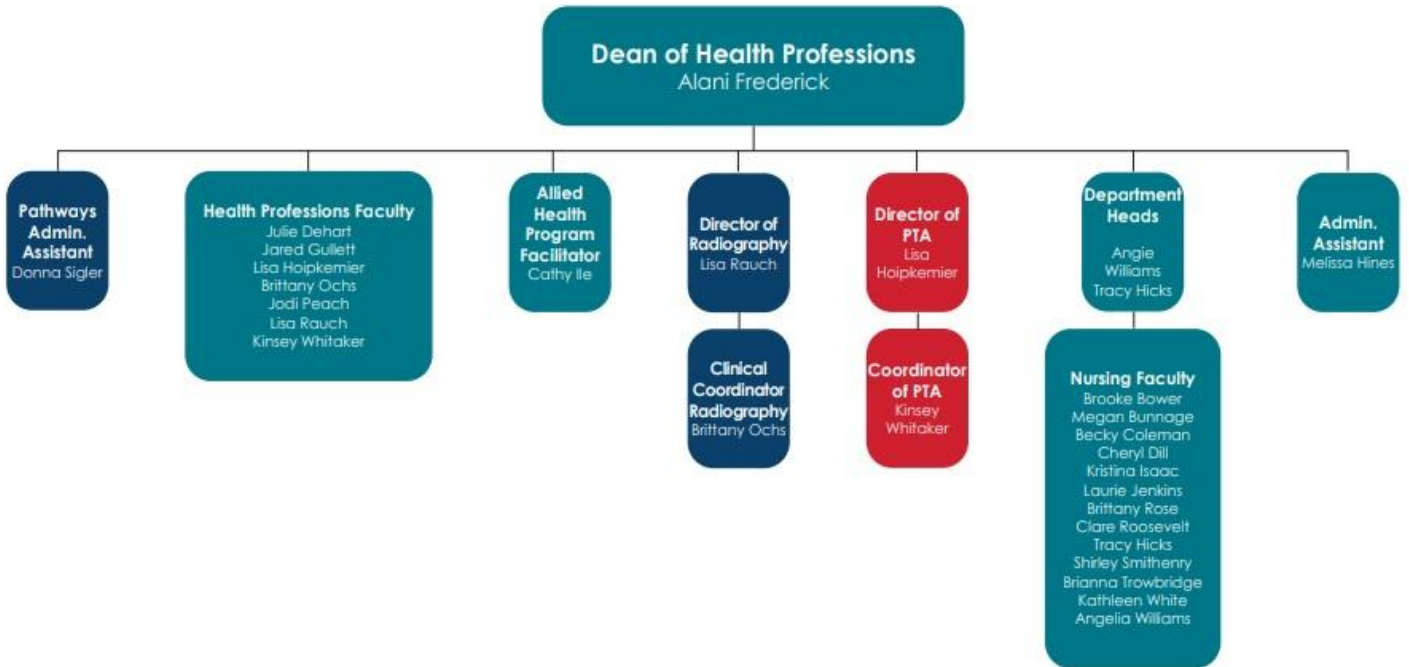 Dean of Health Professions
Alani Frederick
Pathways
Admin.
Assistant
Donna Sigler
Health Professions Faculty
Julie Dehart
Jared Gullett
Lisa Hoipkemier
Brittany Ochs
Jodi Peach
Lisa Rauch
Kinsey Whitaker
Allied
Health
Program
Facilitator
Cathy Ile
Director of
Radiography
Lisa Rauch
Director of
PTA
Lisa
Hoipkemier
Department
Heads
Angie
Williams
Tracy Hicks
Admin.
Assistant
Melissa Hines
Clinical
Coordinator
Radiography
Brittany Ochs
Coordinator
of PTA
Kinsey
Whitaker
Nursing Faculty
Brooke Bower
Megan Bunnage
Becky Coleman
Cheryl Dill
Kristina Isaac
Laurie Jenkins
Brittany Rose
Clare Roosevelt
Tracy Hicks
Shirley Smithenry
Brianna Trowbridge
Kathleen White
Angelia Williams